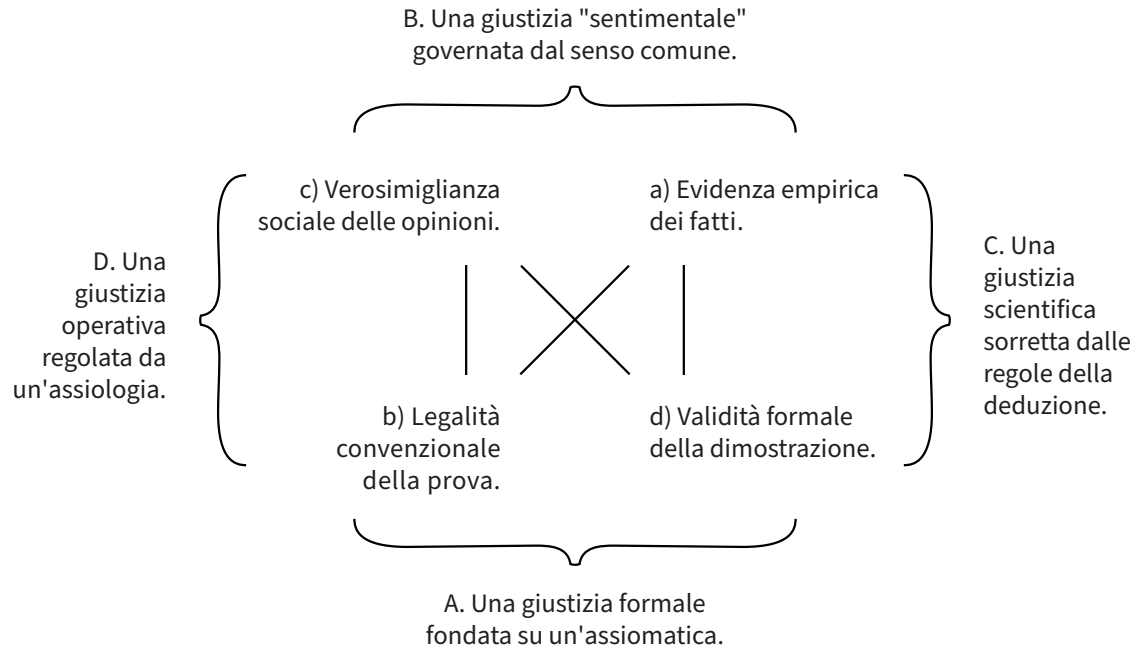 B. Una giustizia "sentimentale"
governata dal senso comune.
c) Verosimiglianza
sociale delle opinioni.
a) Evidenza empirica
dei fatti.
D. Una
giustizia
operativa
regolata da
un'assiologia.
C. Una
giustizia
scientifica
sorretta dalle
regole della
deduzione.
b) Legalità
convenzionale
della prova.
d) Validità formale
della dimostrazione.
A. Una giustizia formale
fondata su un'assiomatica.